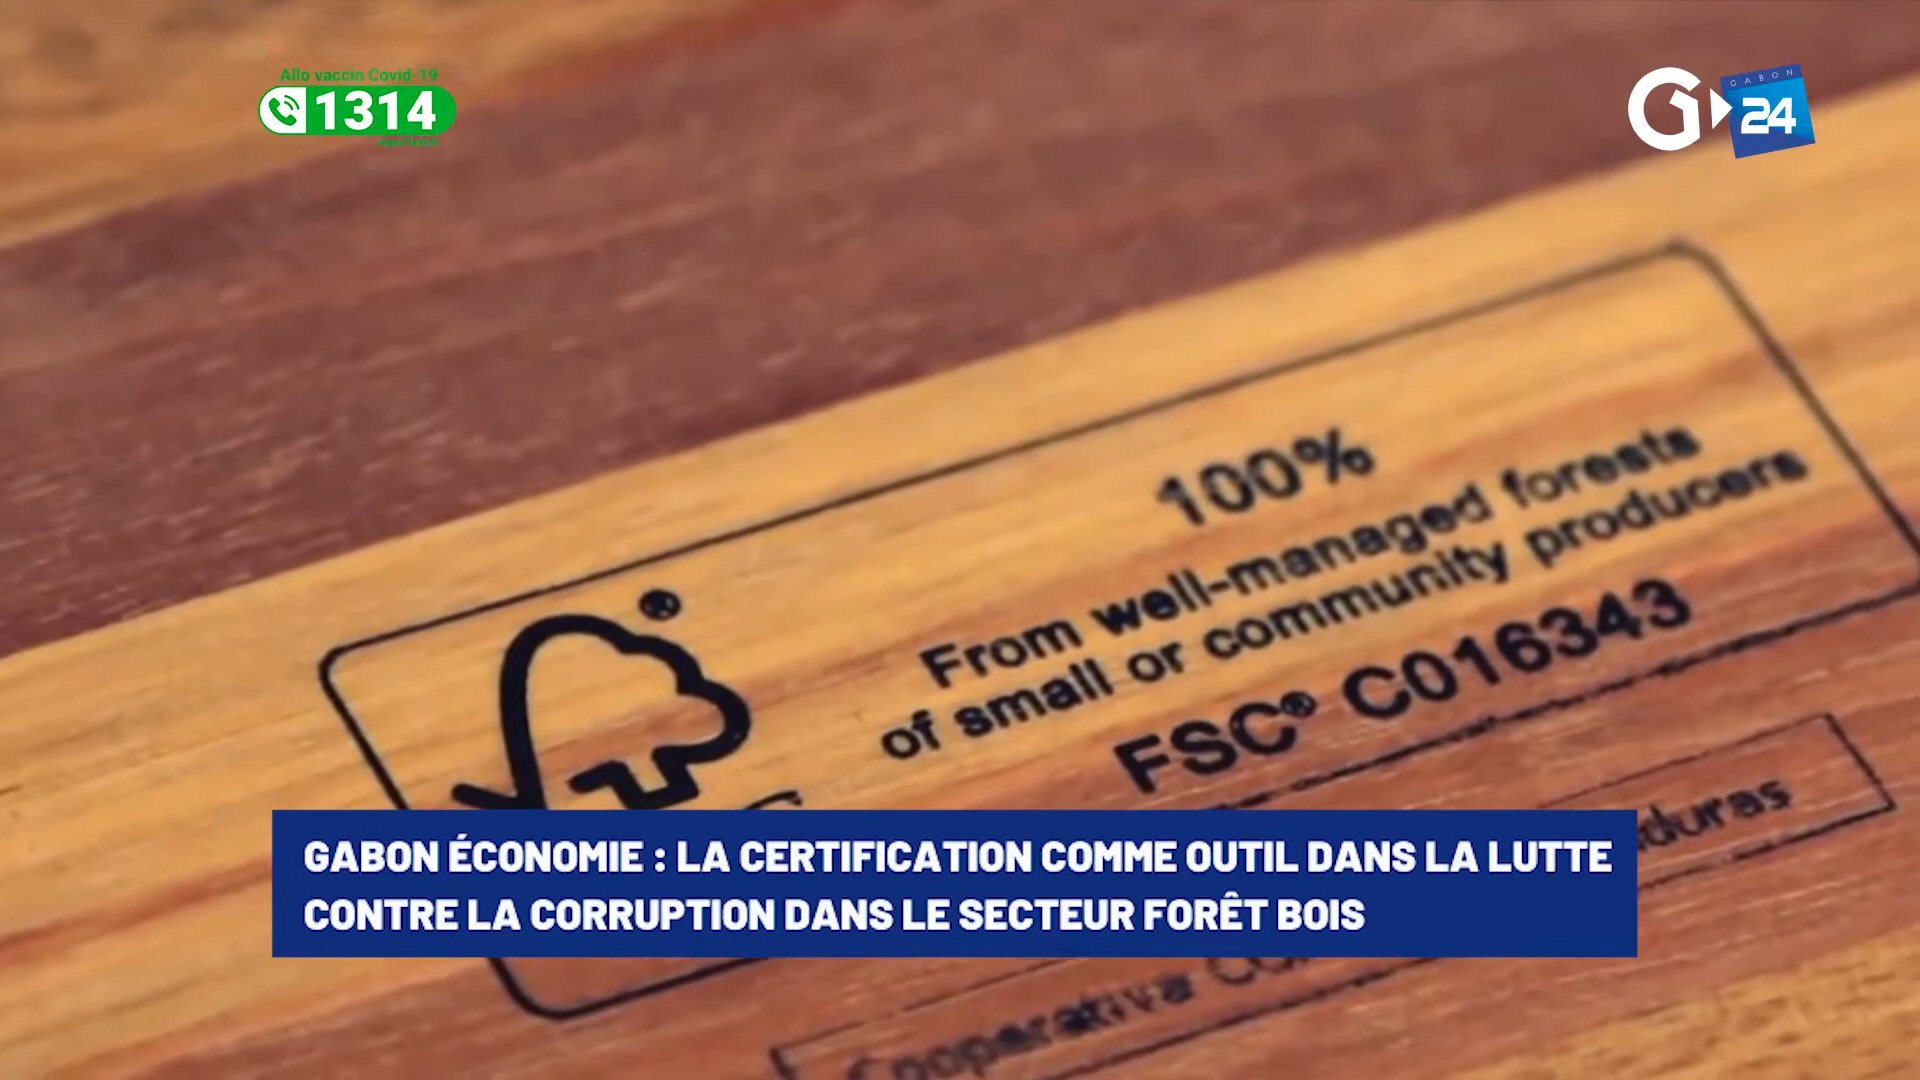 Allo vaccin Covid-19
1314
GABON
G 24
100%
From well-managed forests
of small or community producers
FSC® C016343
GABON ÉCONOMIE : LA CERTIFICATION COMME OUTIL DANS LA LUTTE
CONTRE LA CORRUPTION DANS LE SECTEUR FORÊT BOIS
Cooperativa